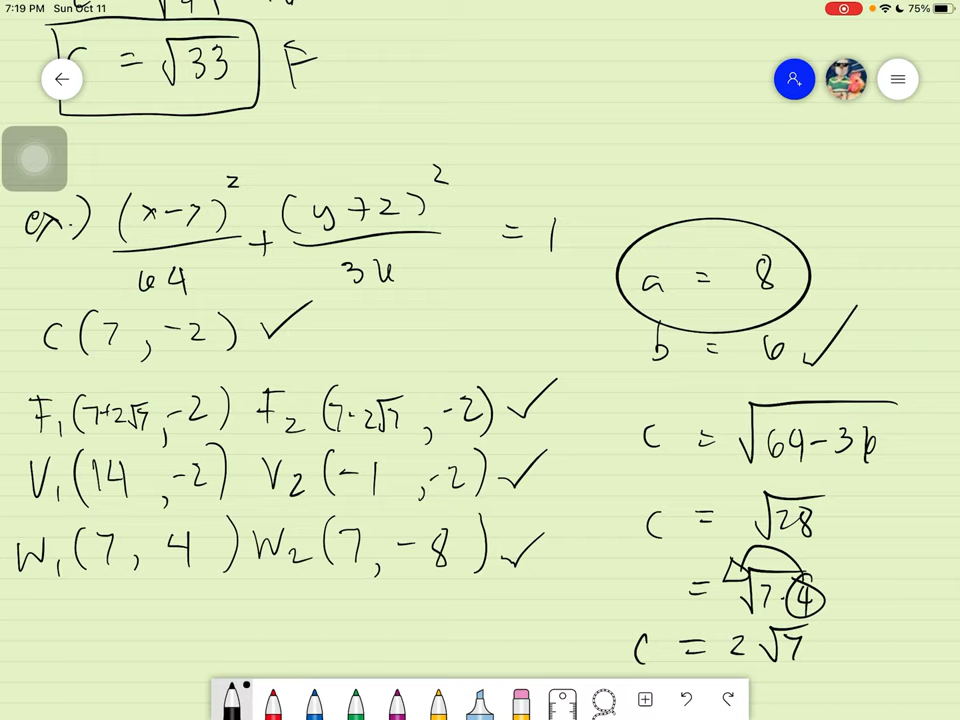 7:19 PM Sun Oct 11 75%
c = √33 F
ex.) (x-7)²/64 + (y+2)²/36 = 1
a = 8
C(7, -2) ✓
b = 6 ✓
F₁(7+2√7, -2) F₂(7-2√7, -2) ✓
c = √64-36
V₁(14, -2) V₂(-1, -2) ✓
c = √28
W₁(7, 4) W₂(7, -8) ✓
= √7·4
c = 2√7